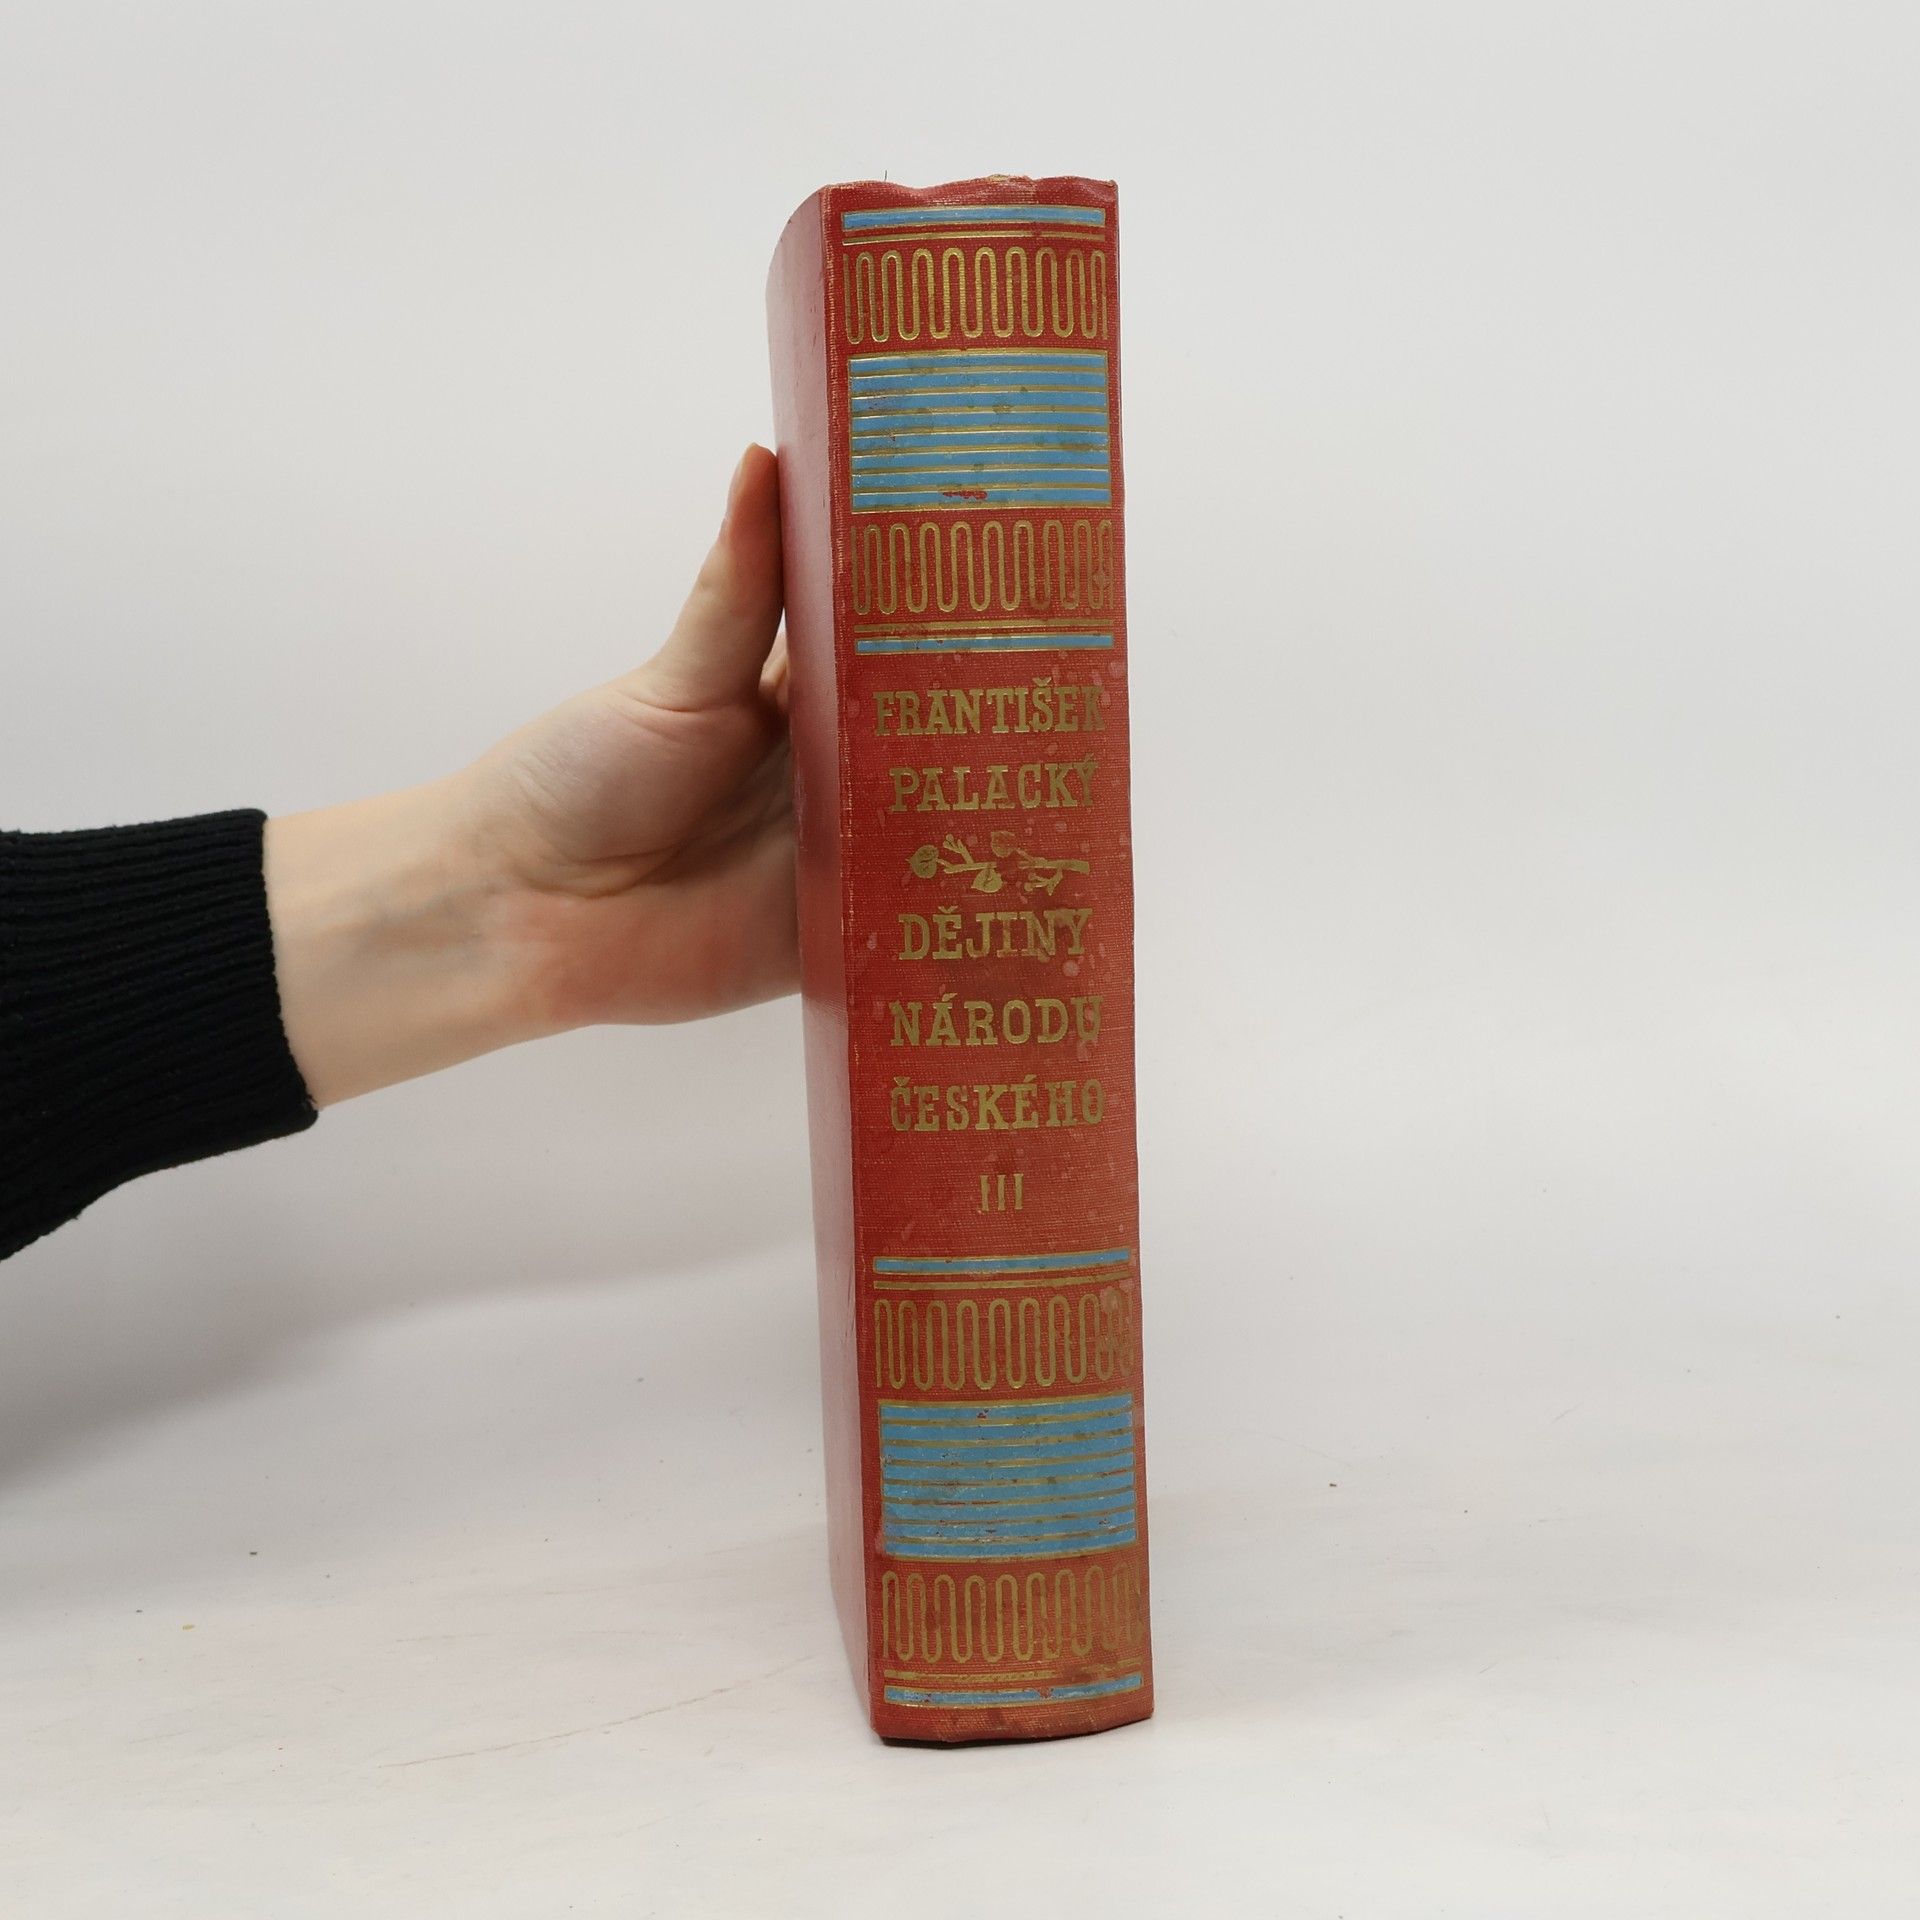 FRANTIŠEK
PALACKÝ
DĚJINY
NÁRODU
ČESKÉHO
III